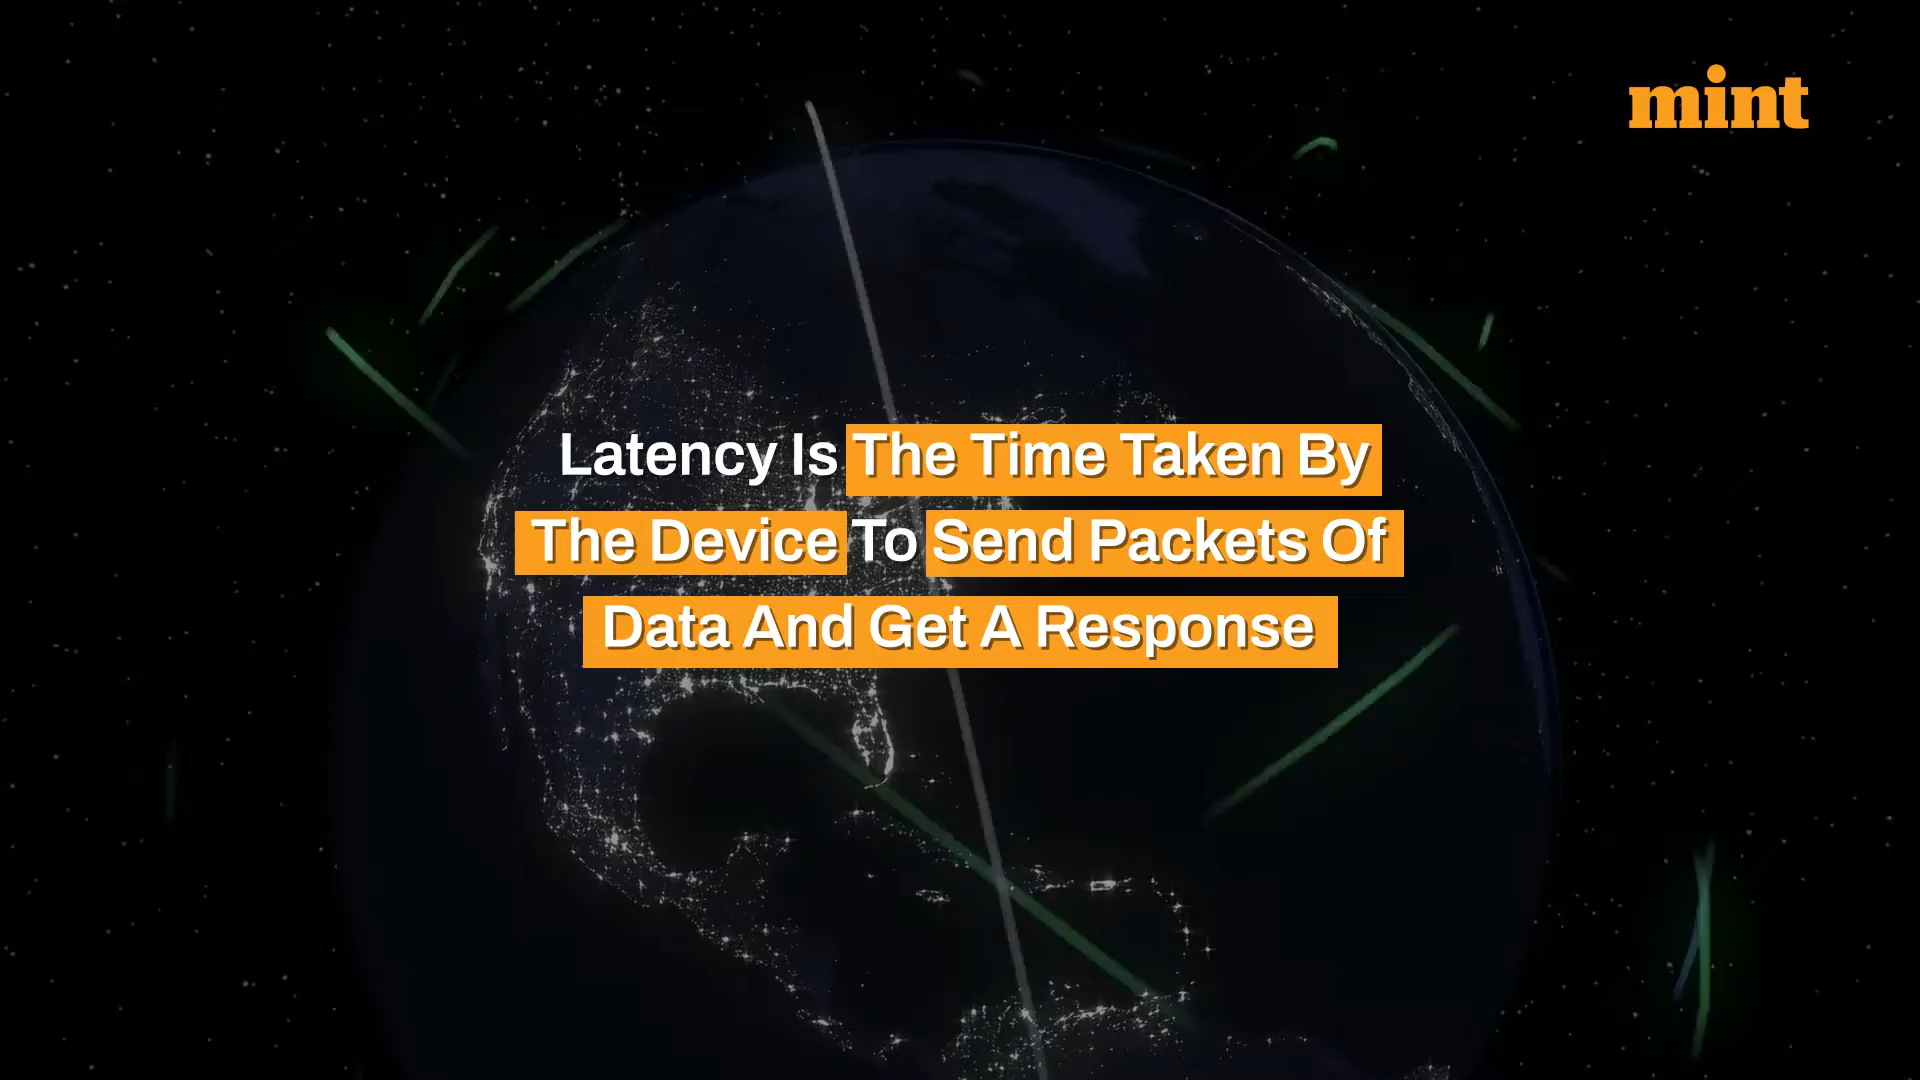 mint
Latency Is The Time Taken By
The Device To Send Packets Of
Data And Get A Response